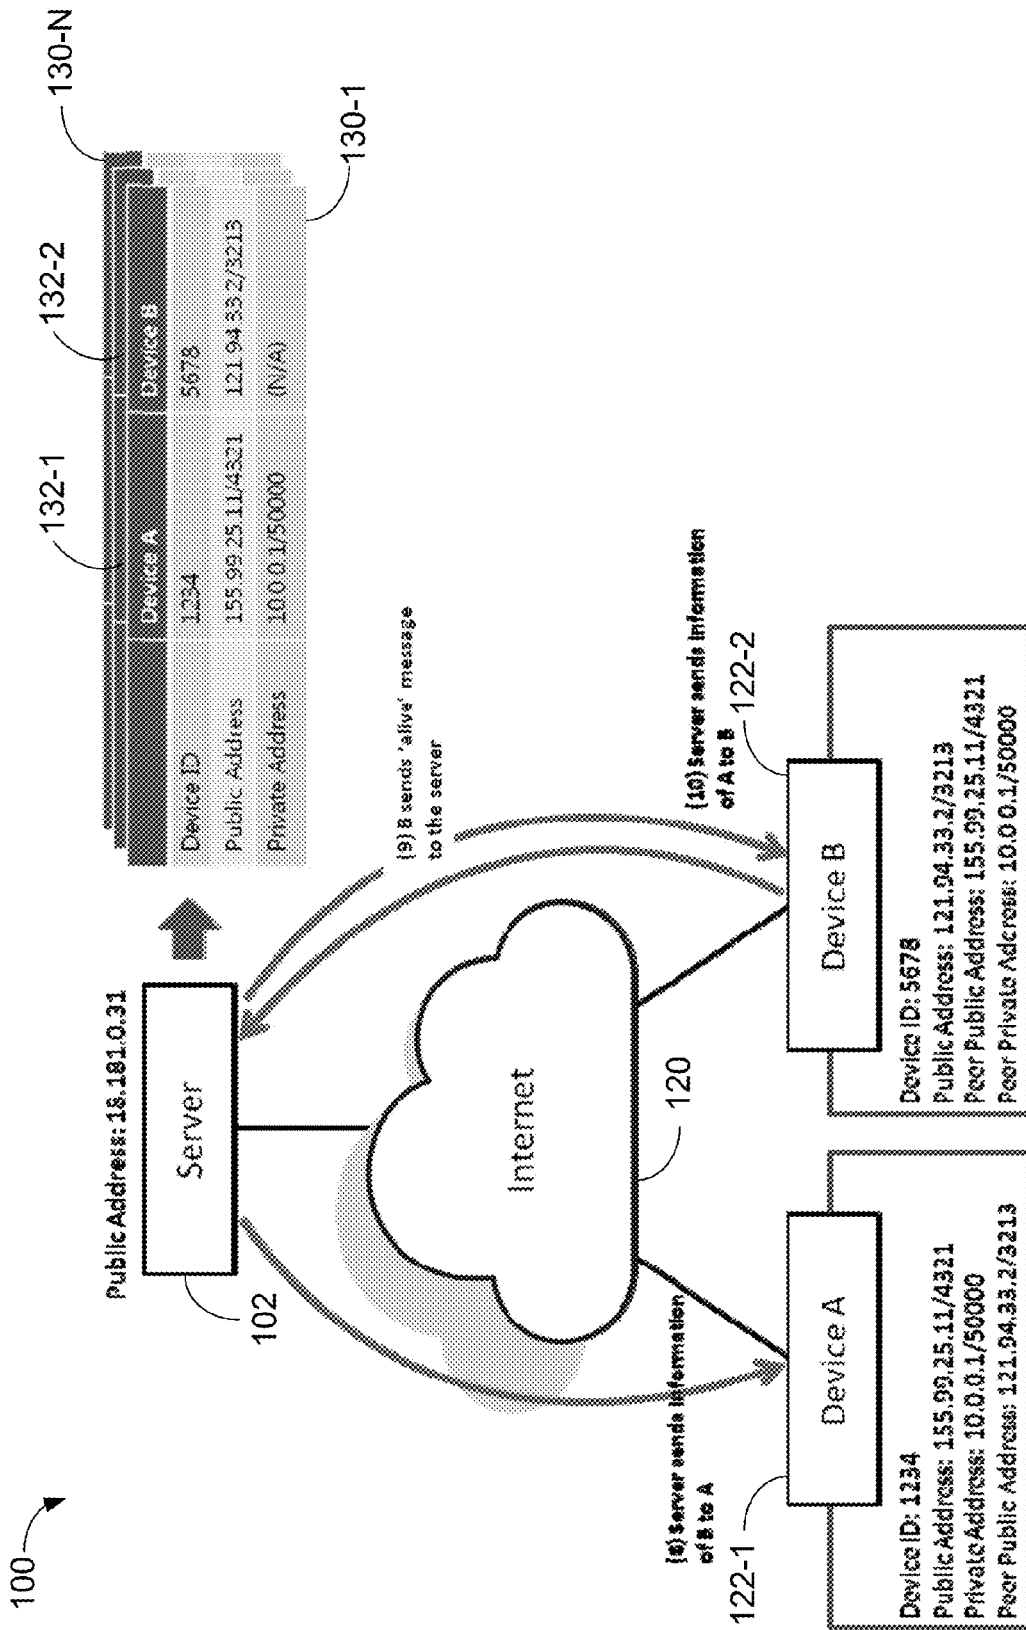 100
Public Address: 18.181.0.31
Server
102
130-N
132-1
132-2
Device A Device B
Device ID 1234 5678
Public Address 155.99.25.11/4321 121.94.33.2/3213
Private Address 10.0.0.1/50000 (N/A)
130-1
(9) B sends 'alive' message
to the server
Internet
120
(8) Server sends information
of B to A
(10) Server sends information
of A to B
122-1
Device A
122-2
Device B
Device ID: 1234
Public Address: 155.99.25.11/4321
Private Address: 10.0.0.1/50000
Peer Public Address: 121.94.33.2/3213
Device ID: 5678
Public Address: 121.94.33.2/3213
Peer Public Address: 155.99.25.11/4321
Peer Private Address: 10.0.0.1/50000